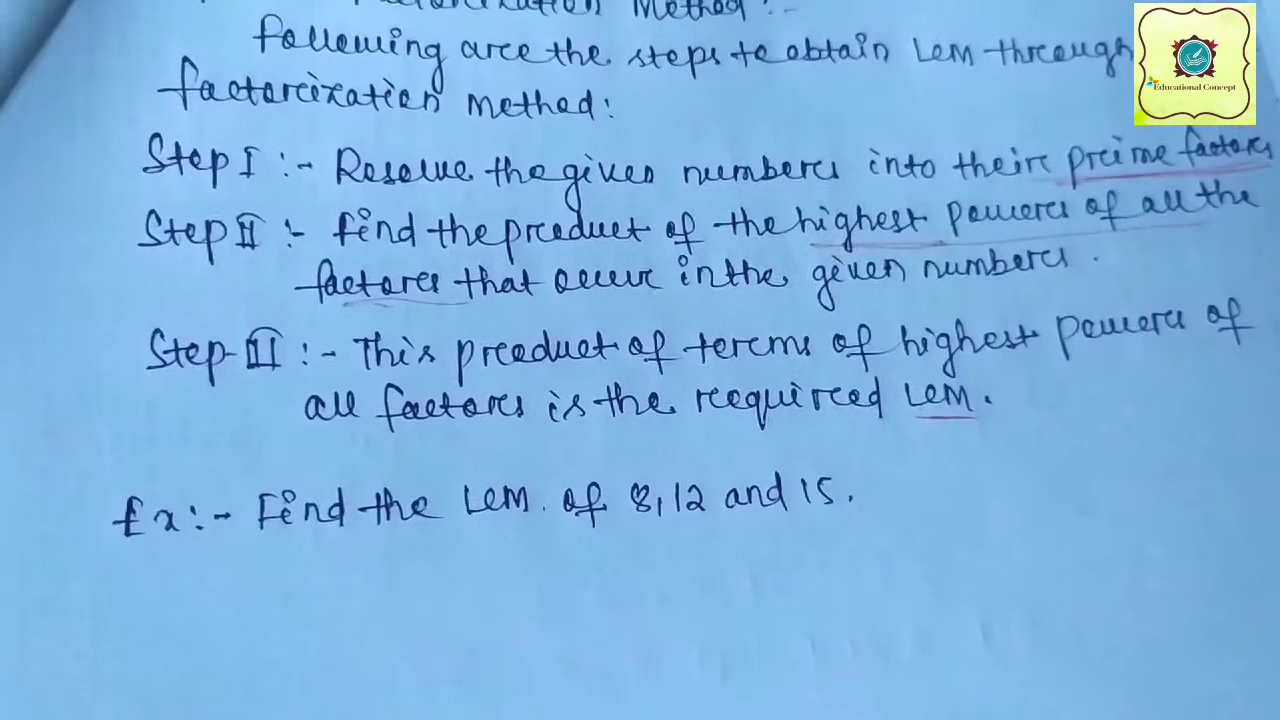 Factorization Method:-
Following are the steps to obtain LCM through
factorization method:
Step I :- Resolve the given numbers into their prime factors
Step II :- Find the product of the highest powers of all the
factors that occur in the given numbers.
Step-III :- This product of terms of highest powers of
all factors is the required LCM.
Ex:- Find the LCM. of 8, 12 and 15.
Educational Concept